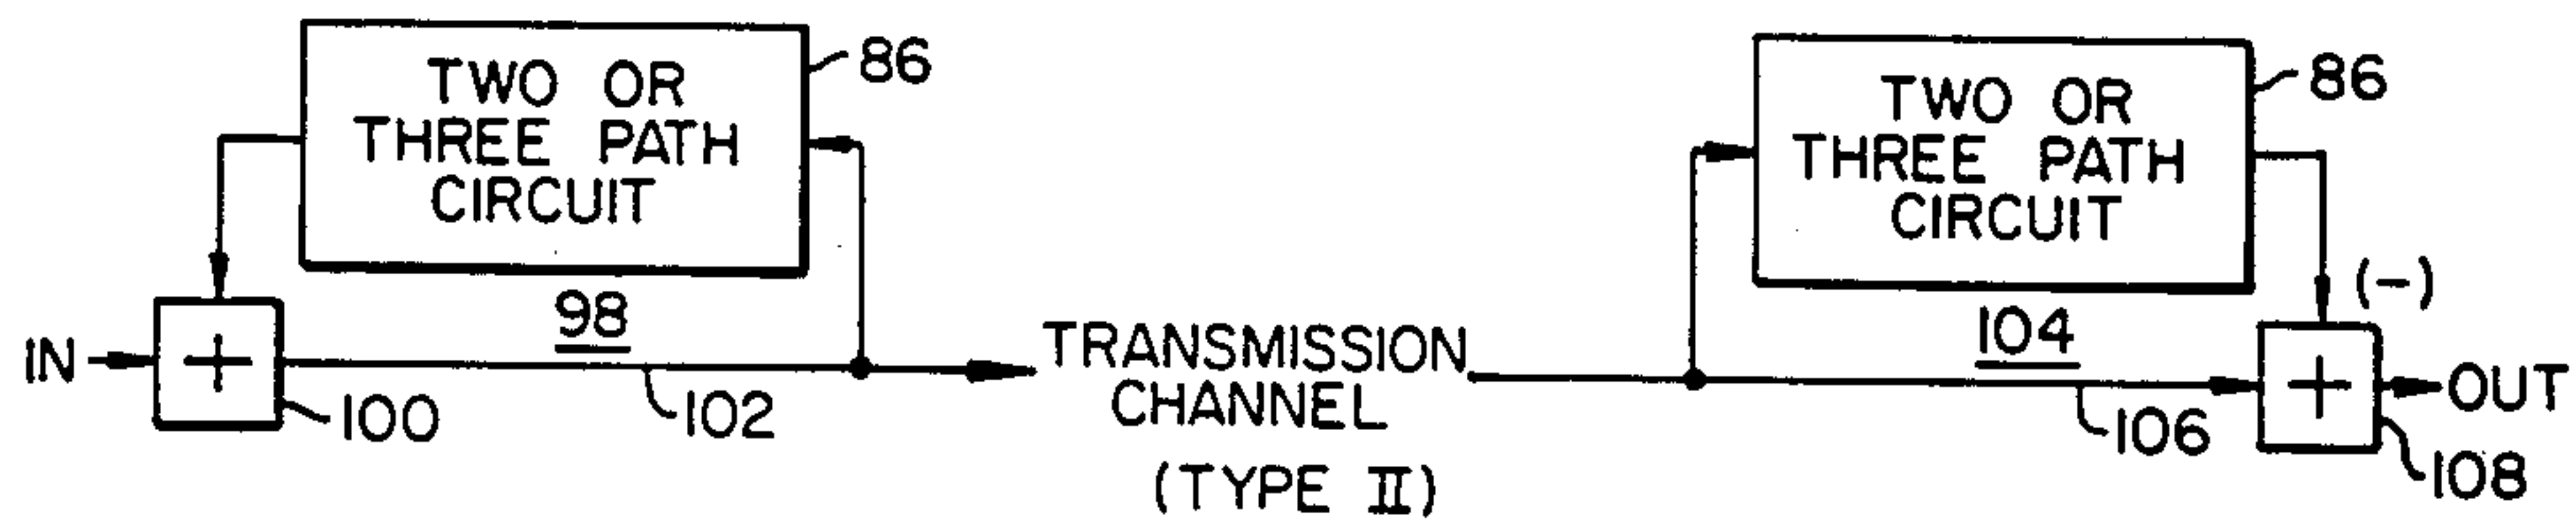 TWO OR
THREE PATH
CIRCUIT
86
TWO OR
THREE PATH
CIRCUIT
86
(-)
IN
+
98
100
102
TRANSMISSION
CHANNEL
(TYPE II)
104
106
+
OUT
108